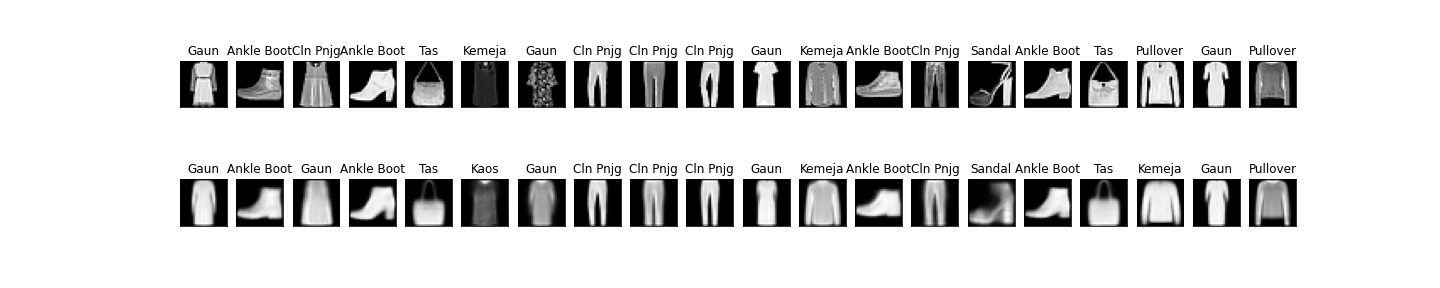 Gaun Ankle Boot Cln Pnjg Ankle Boot Tas Kemeja Gaun Cln Pnjg Cln Pnjg Cln Pnjg Gaun Kemeja Ankle Boot Cln Pnjg Sandal Ankle Boot Tas Pullover Gaun Pullover
Gaun Ankle Boot Gaun Ankle Boot Tas Kaos Gaun Cln Pnjg Cln Pnjg Cln Pnjg Gaun Kemeja Ankle Boot Cln Pnjg Sandal Ankle Boot Tas Kemeja Gaun Pullover